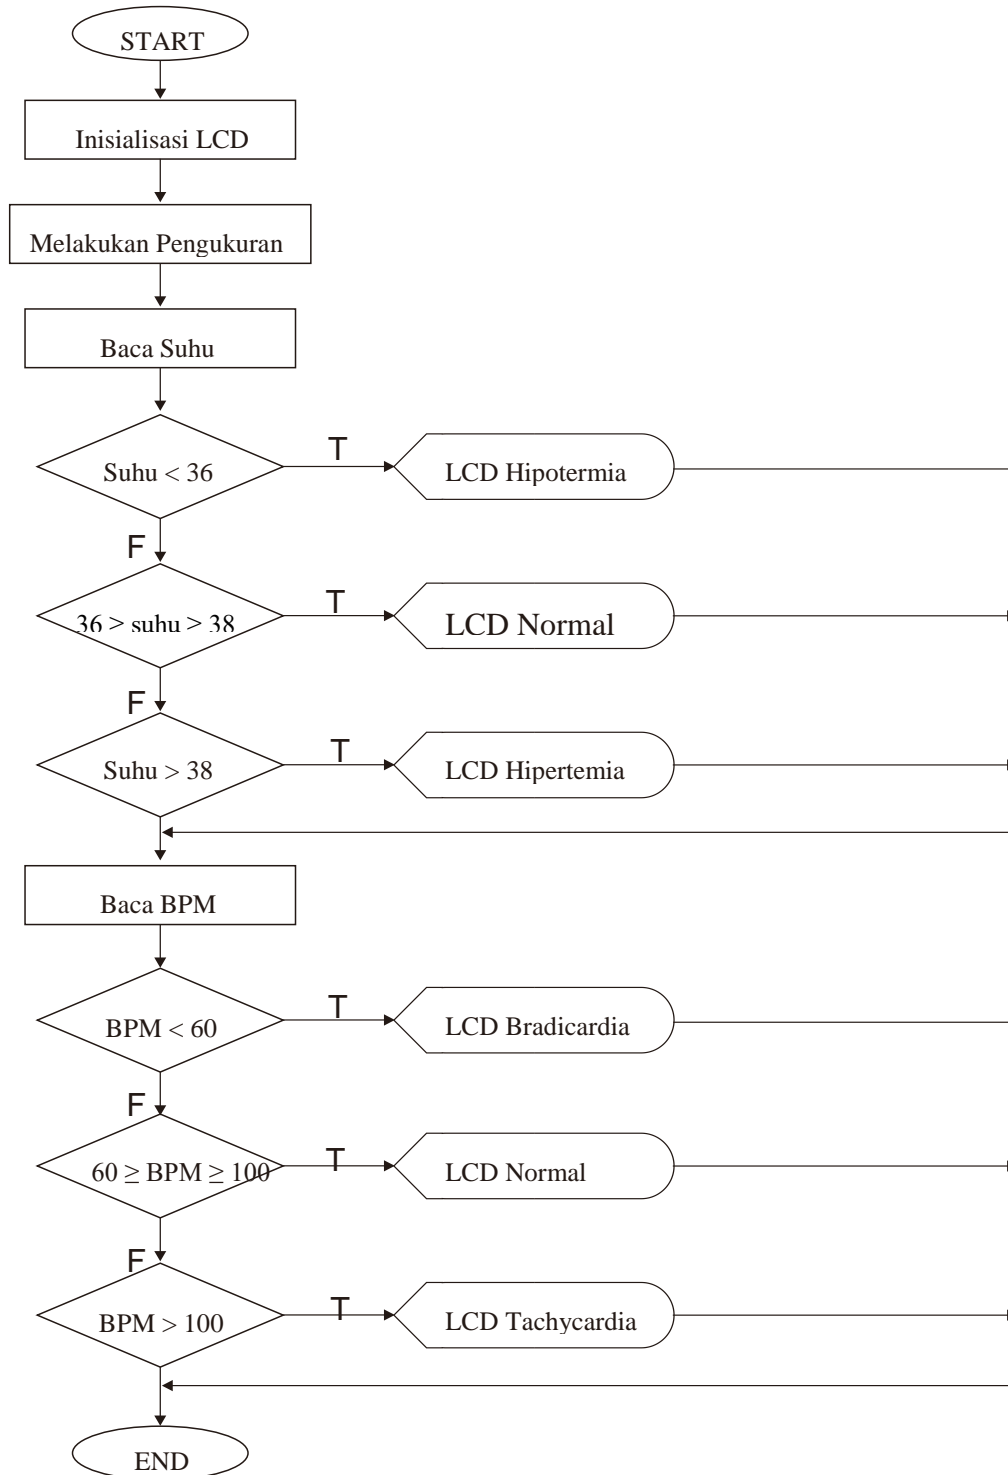 START
Inisialisasi LCD
Melakukan Pengukuran
Baca Suhu
Suhu < 36
T
LCD Hipotermia
F
36 > suhu > 38
T
LCD Normal
F
Suhu > 38
T
LCD Hipertemia
Baca BPM
BPM < 60
T
LCD Bradicardia
F
60 ≥ BPM ≥ 100
T
LCD Normal
F
BPM > 100
T
LCD Tachycardia
END